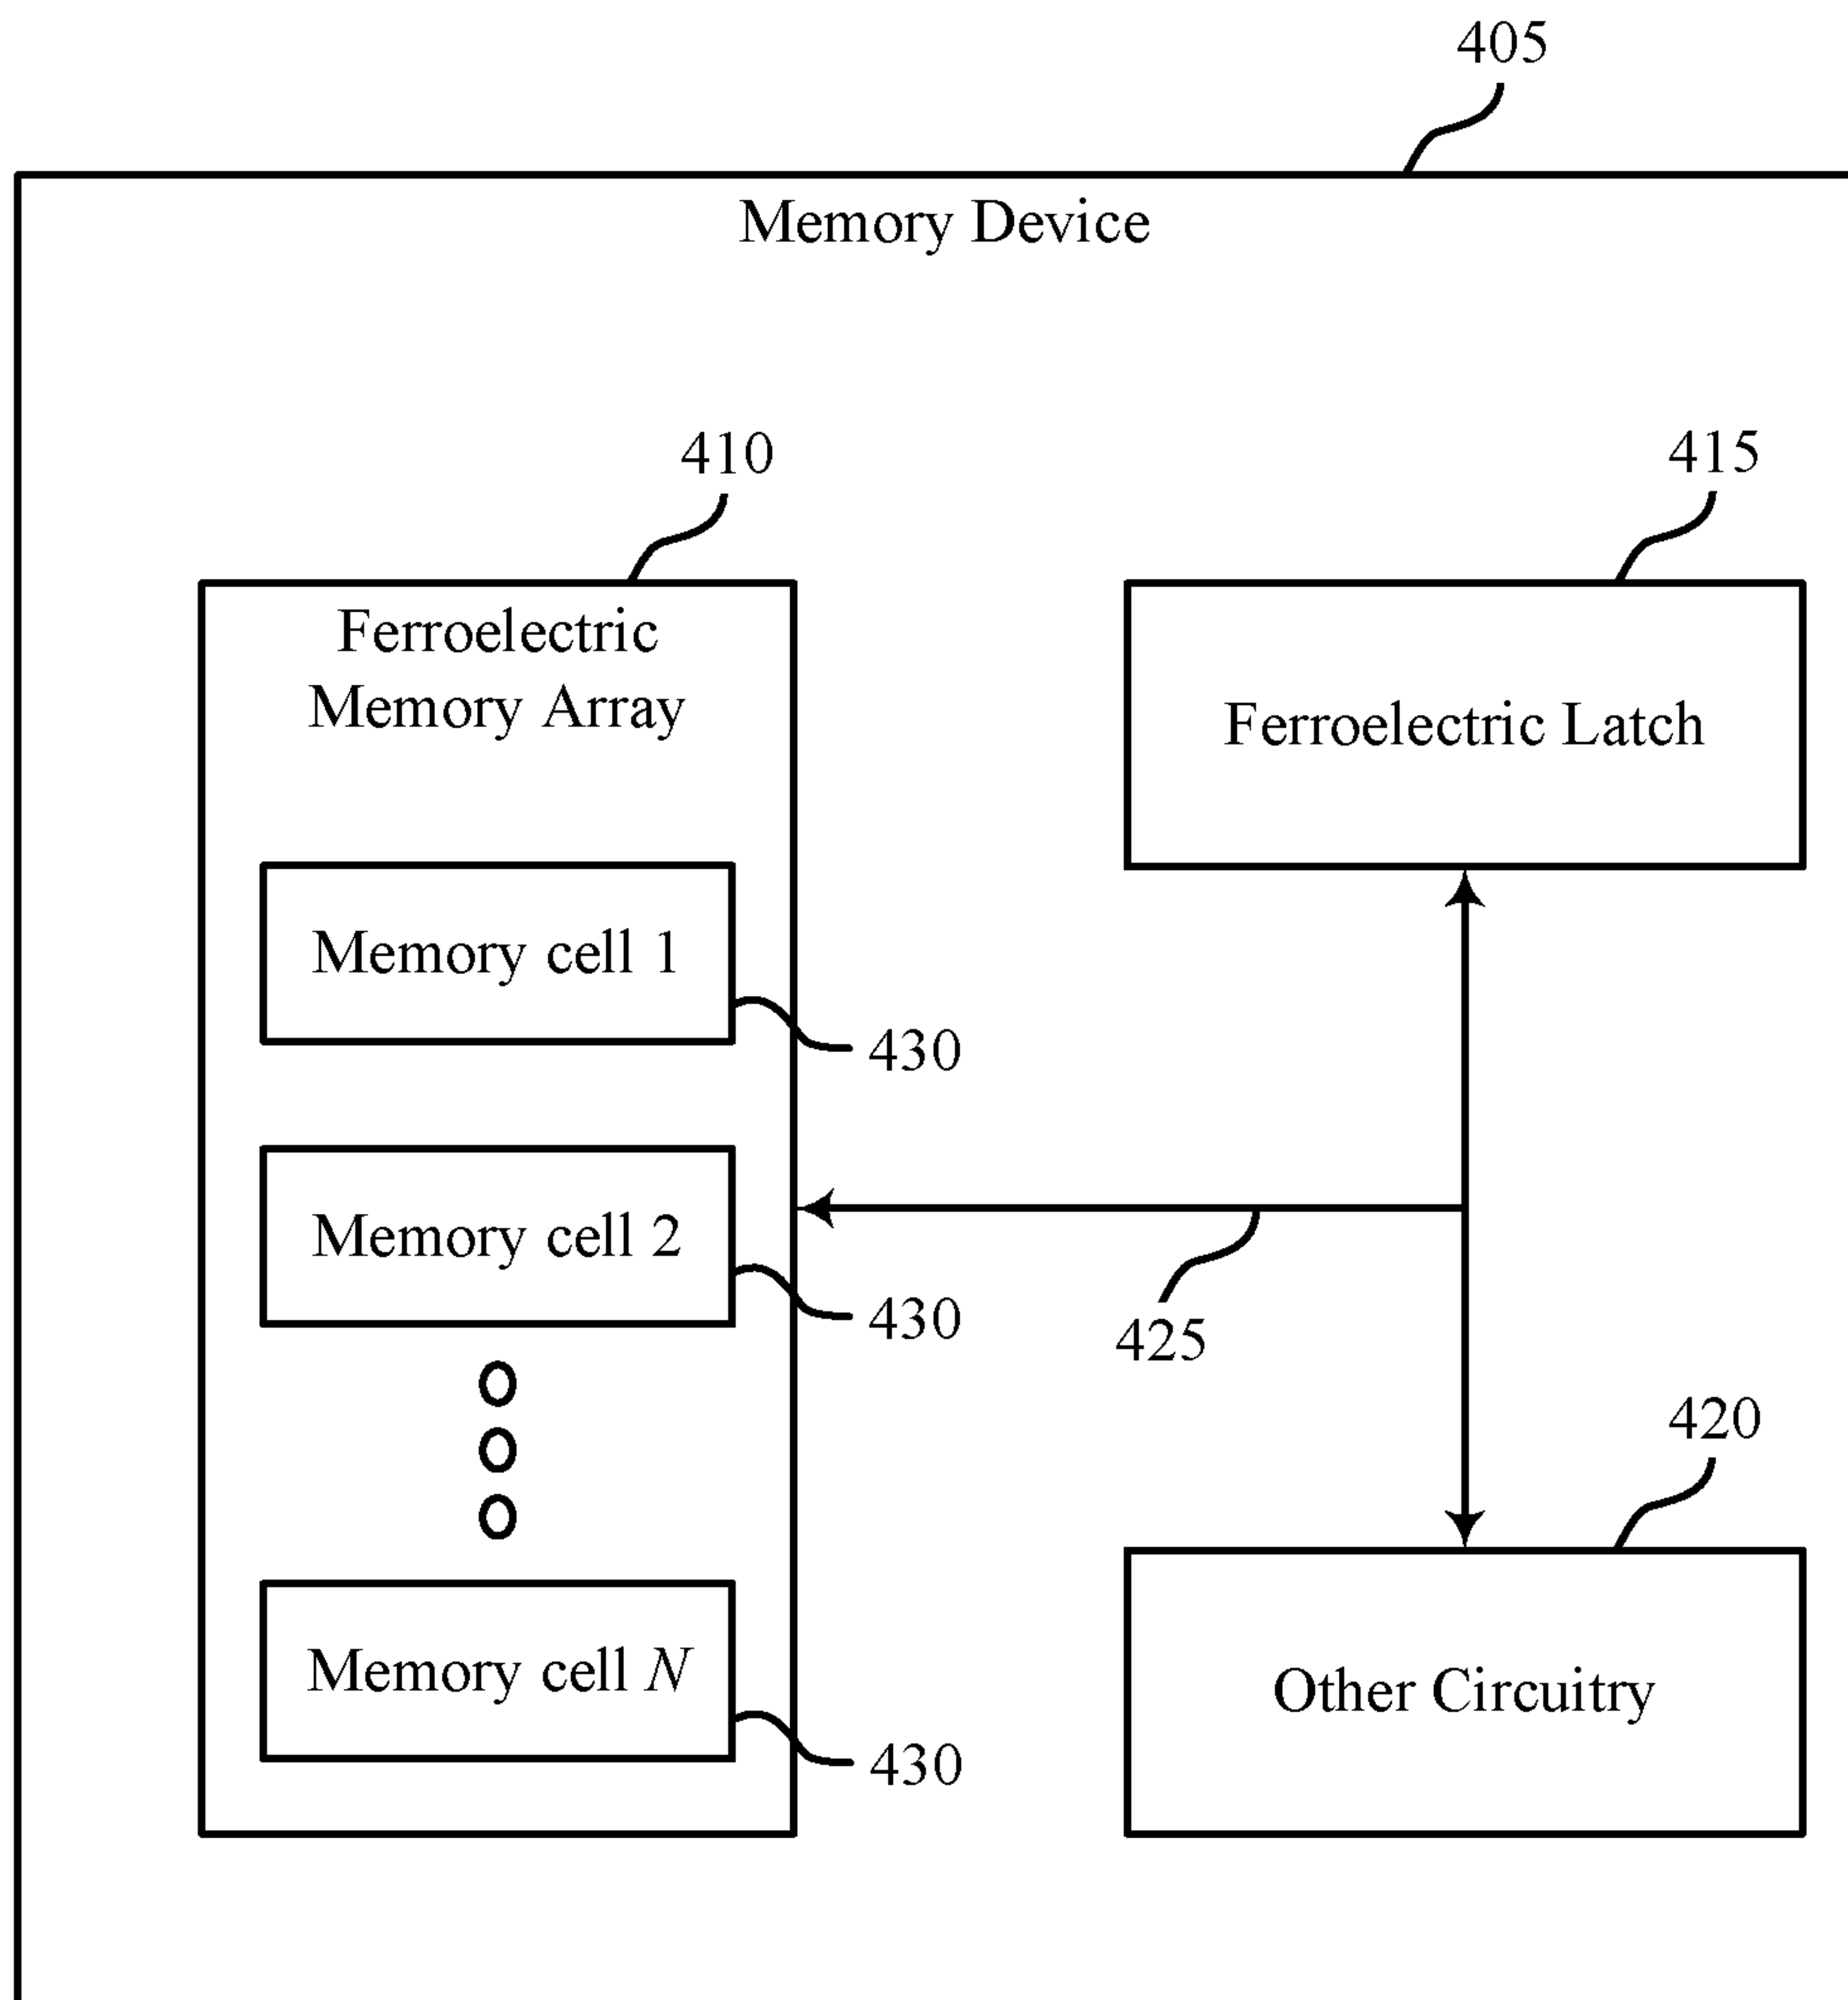 405
Memory Device
410
415
Ferroelectric
Memory Array
Ferroelectric Latch
Memory cell 1
430
Memory cell 2
430
425
420
Memory cell N
Other Circuitry
430